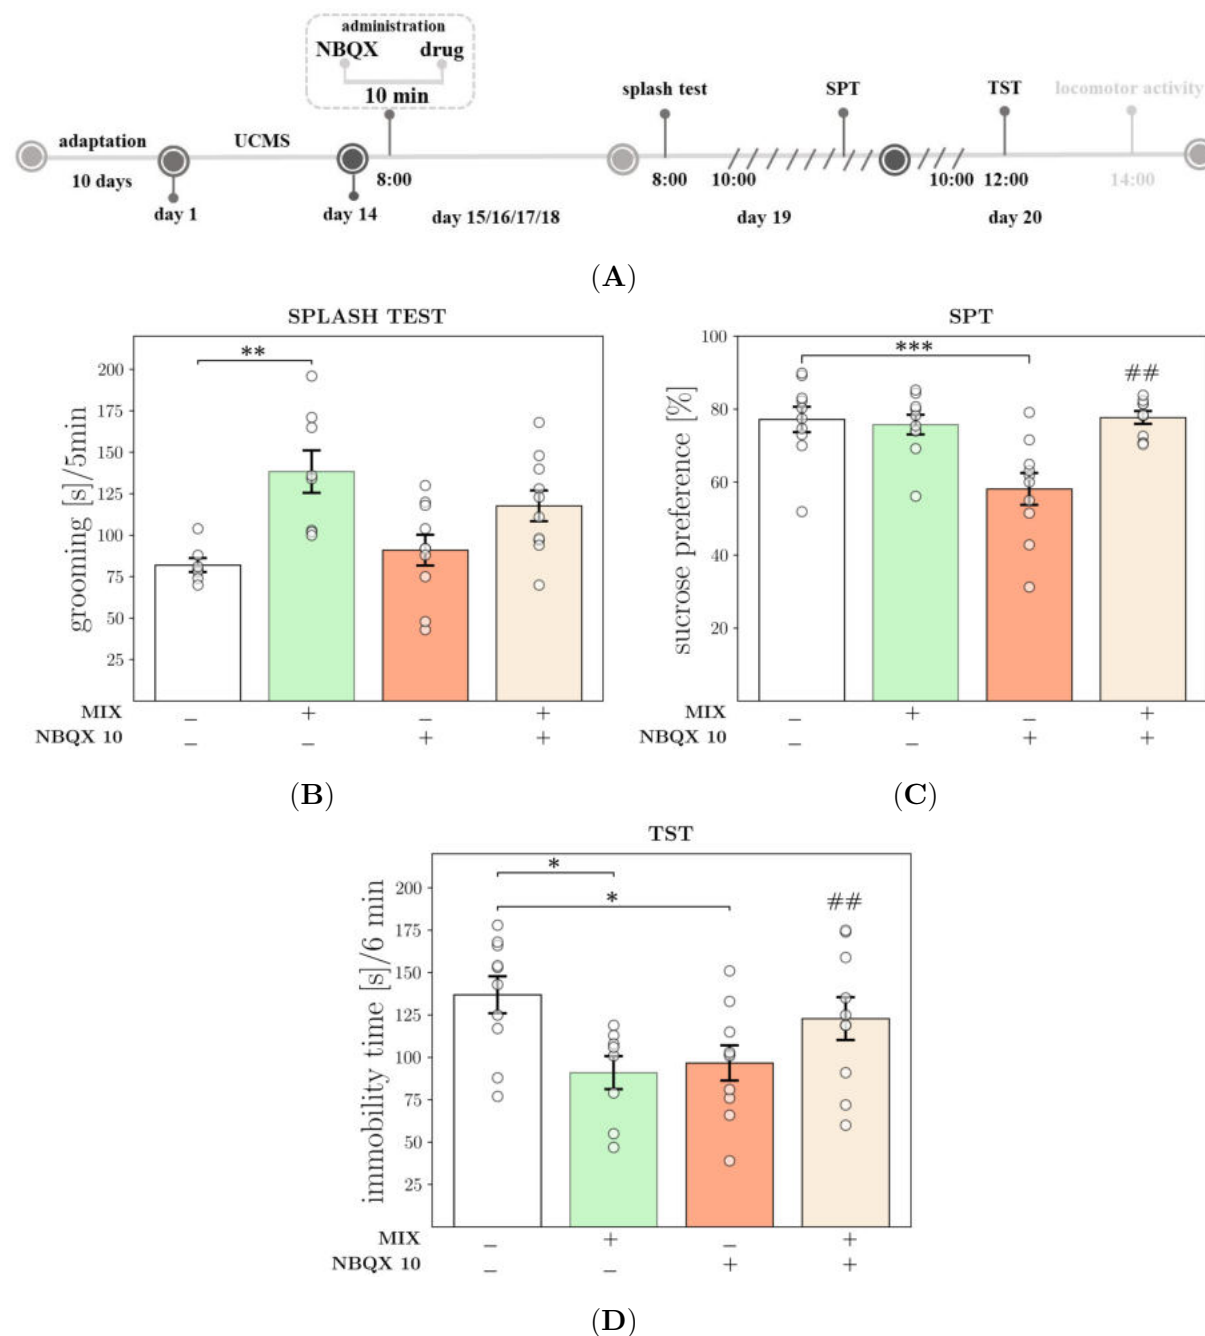 administration
NBQX drug
10 min
splash test SPT TST locomotor activity
adaptation UCMS
10 days 8:00 8:00 10:00 10:00 12:00 14:00
day 1 day 14 day 15/16/17/18 day 19 day 20
(A)
SPLASH TEST
**
grooming [s]/5min
200
175
150
125
100
75
50
25
MIX _ + _ +
NBQX 10 _ _ + +
(B)
SPT
***
##
sucrose preference [%]
100
80
60
40
20
MIX _ + _ +
NBQX 10 _ _ + +
(C)
TST
*
*
##
immobility time [s]/6 min
200
175
150
125
100
75
50
25
MIX _ + _ +
NBQX 10 _ _ + +
(D)